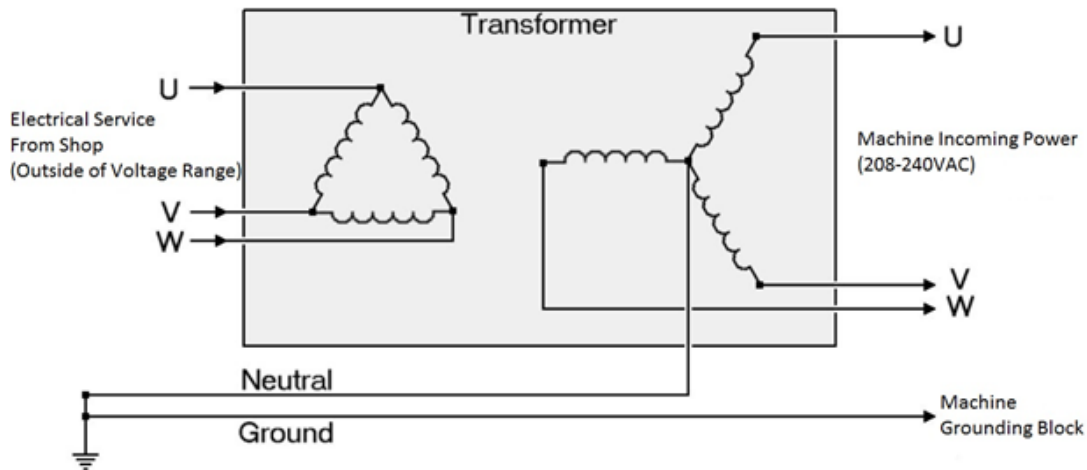 Transformer
U
U
Electrical Service
From Shop
(Outside of Voltage Range)
Machine Incoming Power
(208-240VAC)
V
W
V
W
Neutral
Ground
Machine
Grounding Block